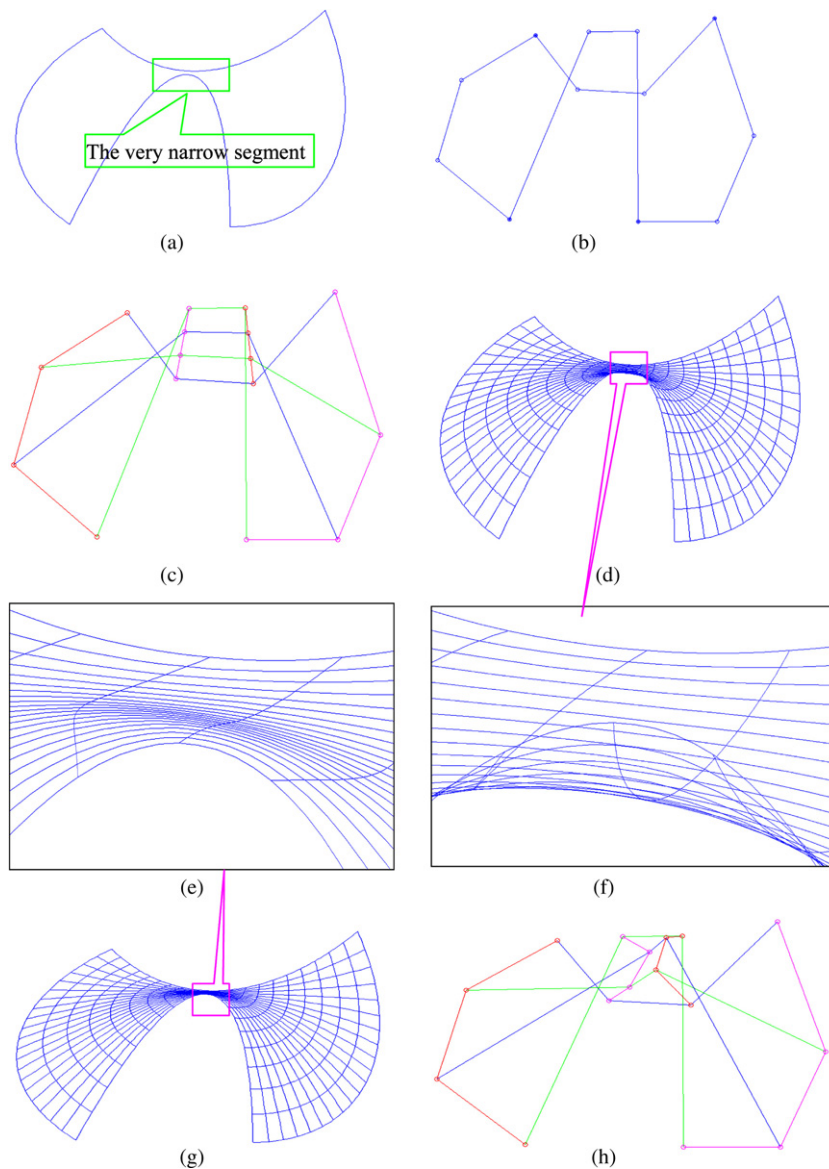 The very narrow segment
(a)
(b)
(c)
(d)
(e)
(f)
(g)
(h)